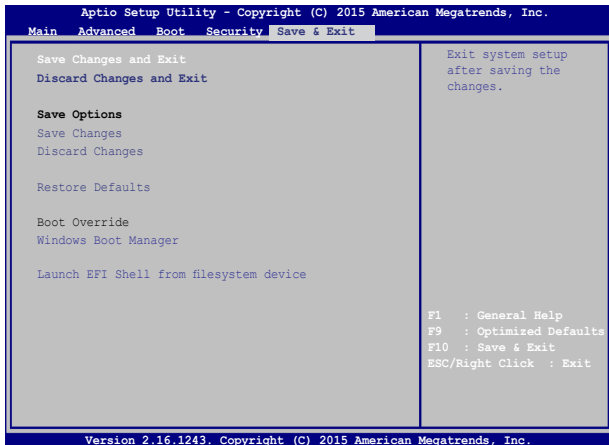 Aptio Setup Utility - Copyright (C) 2015 American Megatrends, Inc.
Main Advanced Boot Security Save & Exit
Save Changes and Exit
Discard Changes and Exit
Save Options
Save Changes
Discard Changes
Restore Defaults
Boot Override
Windows Boot Manager
Launch EFI Shell from filesystem device
Exit system setup
after saving the
changes.
F1 : General Help
F9 : Optimized Defaults
F10 : Save & Exit
ESC/Right Click : Exit
Version 2.16.1243. Copyright (C) 2015 American Megatrends, Inc.